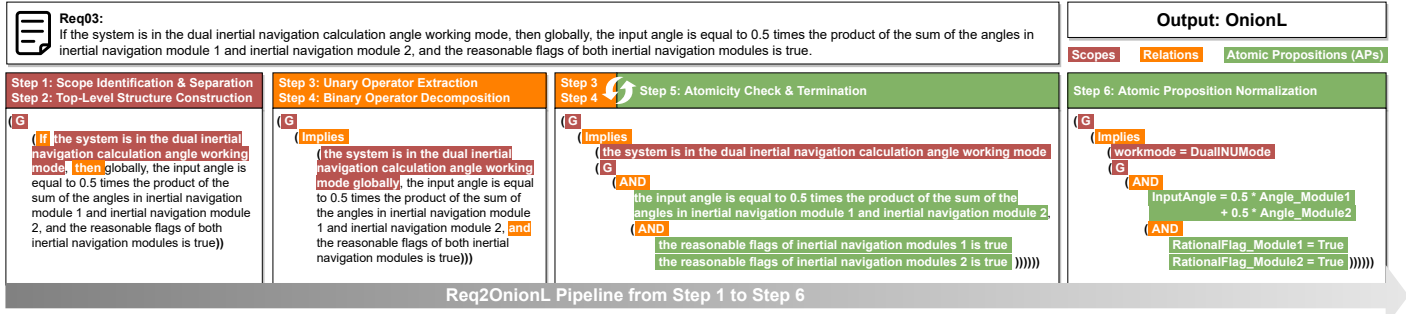 Req03:
If the system is in the dual inertial navigation calculation angle working mode, then globally, the input angle is equal to 0.5 times the product of the sum of the angles in
inertial navigation module 1 and inertial navigation module 2, and the reasonable flags of both inertial navigation modules is true.
Output: OnionL
Scopes Relations Atomic Propositions (APs)
Step 1: Scope Identification & Separation
Step 2: Top-Level Structure Construction
(G
(If the system is in the dual inertial
navigation calculation angle working
mode, then globally, the input angle is
equal to 0.5 times the product of the
sum of the angles in inertial navigation
module 1 and inertial navigation module
2, and the reasonable flags of both
inertial navigation modules is true))
Step 3: Unary Operator Extraction
Step 4: Binary Operator Decomposition
(G
(Implies
( the system is in the dual inertial
navigation calculation angle working
mode globally, the input angle is equal
to 0.5 times the product of the sum of
the angles in inertial navigation module
1 and inertial navigation module 2, and
the reasonable flags of both inertial
navigation modules is true)))
Step 3
Step 4
Step 5: Atomicity Check & Termination
(G
(Implies
( the system is in the dual inertial navigation calculation angle working mode
(G
(AND
the input angle is equal to 0.5 times the product of the sum of the
angles in inertial navigation module 1 and inertial navigation module 2,
(AND
the reasonable flags of inertial navigation modules 1 is true
the reasonable flags of inertial navigation modules 2 is true ))))))
Step 6: Atomic Proposition Normalization
(G
(Implies
(workmode = DualINUMode
(G
(AND
InputAngle = 0.5 * Angle_Module1
+ 0.5 * Angle_Module2
(AND
RationalFlag_Module1 = True
RationalFlag_Module2 = True ))))))
Req2OnionL Pipeline from Step 1 to Step 6